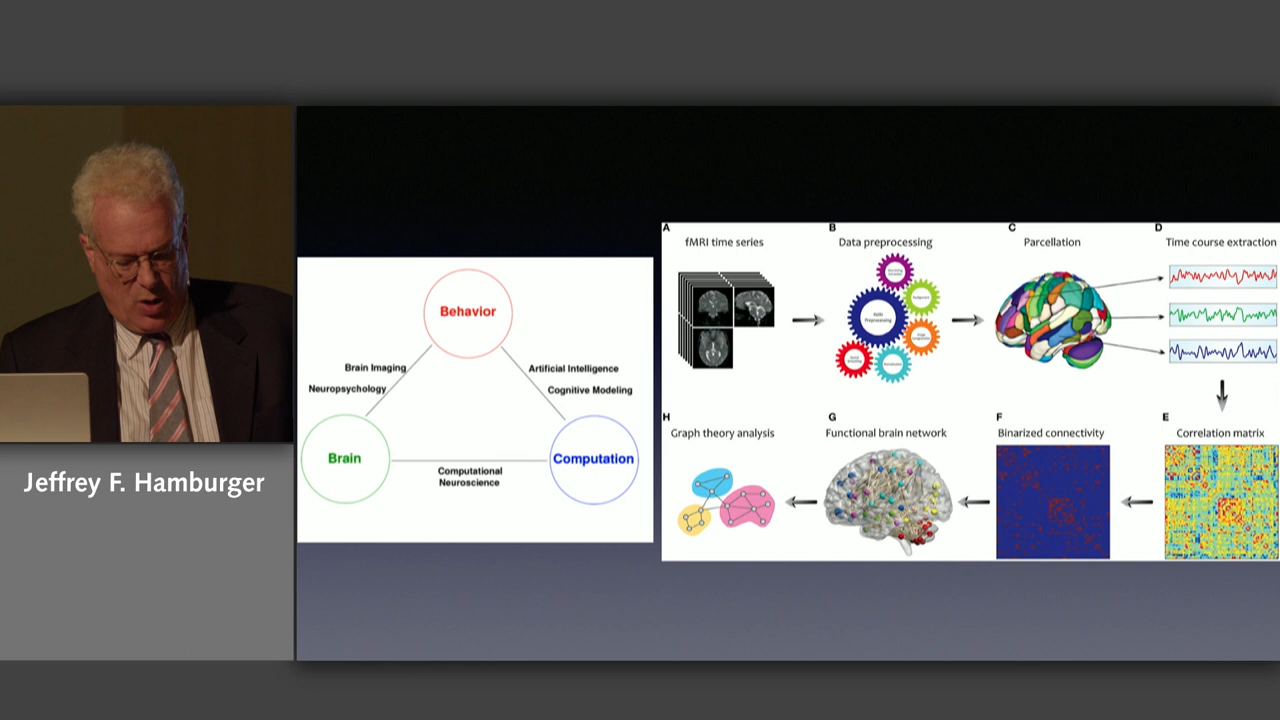 Jeffrey F. Hamburger
Behavior
Brain Imaging
Neuropsychology
Artificial Intelligence
Cognitive Modeling
Brain
Computational
Neuroscience
Computation
A
fMRI time series
B
Data preprocessing
C
Parcellation
D
Time course extraction
H
Graph theory analysis
G
Functional brain network
F
Binarized connectivity
E
Correlation matrix